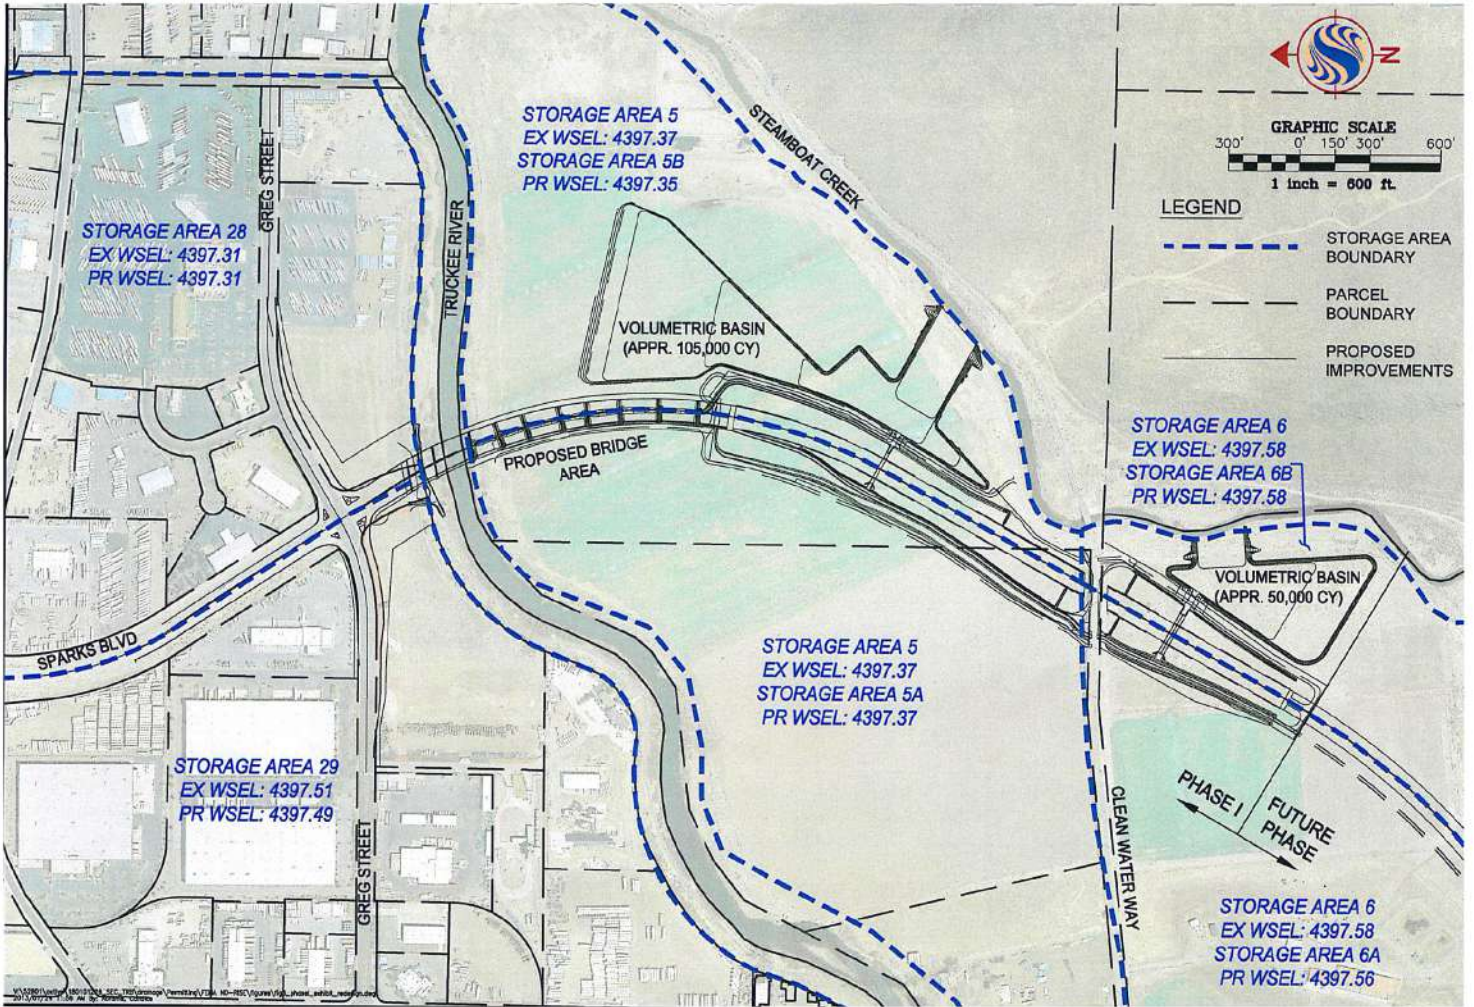 N
GRAPHIC SCALE
300' 0' 150' 300' 600'
1 inch = 600 ft.
LEGEND
STORAGE AREA
BOUNDARY
PARCEL
BOUNDARY
PROPOSED
IMPROVEMENTS
STORAGE AREA 5
EX WSEL: 4397.37
STORAGE AREA 5B
PR WSEL: 4397.35
STEAMBOAT CREEK
GREG STREET
STORAGE AREA 28
EX WSEL: 4397.31
PR WSEL: 4397.31
TRUCKEE RIVER
VOLUMETRIC BASIN
(APPR. 105,000 CY)
PROPOSED BRIDGE
AREA
STORAGE AREA 6
EX WSEL: 4397.58
STORAGE AREA 6B
PR WSEL: 4397.58
VOLUMETRIC BASIN
(APPR. 50,000 CY)
SPARKS BLVD
STORAGE AREA 5
EX WSEL: 4397.37
STORAGE AREA 5A
PR WSEL: 4397.37
STORAGE AREA 29
EX WSEL: 4397.51
PR WSEL: 4397.49
GREG STREET
CLEAN WATER WAY
PHASE I
FUTURE
PHASE
STORAGE AREA 6
EX WSEL: 4397.58
STORAGE AREA 6A
PR WSEL: 4397.56